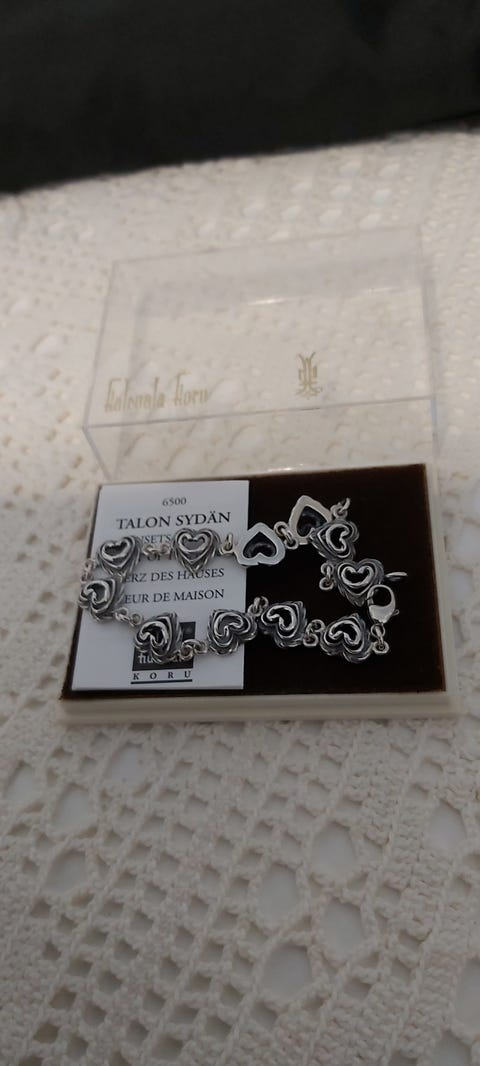 Kalevala Koru
6500
TALON SYDÄN
DES HAUSES
DE MAISON
KORU